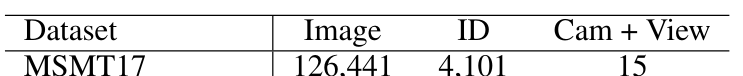 Dataset Image ID Cam + View
MSMT17 126,441 4,101 15